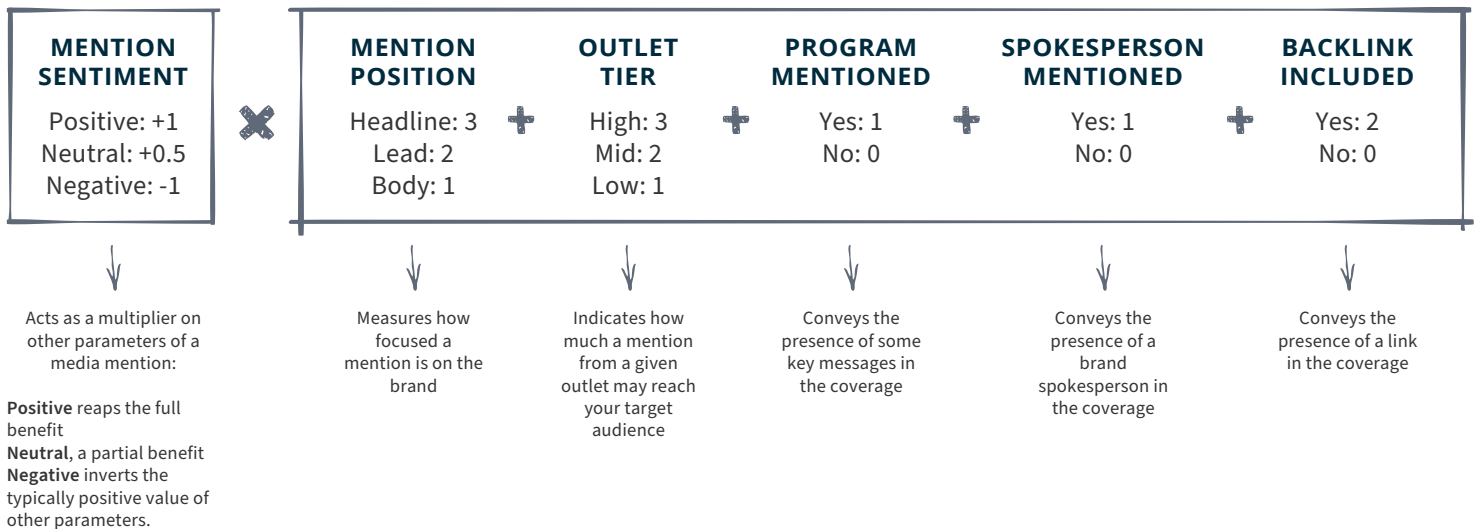 MENTION
SENTIMENT
Positive: +1
Neutral: +0.5
Negative: -1
MENTION
POSITION
Headline: 3
Lead: 2
Body: 1
+
OUTLET
TIER
High: 3
Mid: 2
Low: 1
+
PROGRAM
MENTIONED
Yes: 1
No: 0
+
SPOKESPERSON
MENTIONED
Yes: 1
No: 0
+
BACKLINK
INCLUDED
Yes: 2
No: 0
Acts as a multiplier on
other parameters of a
media mention:
Positive reaps the full
benefit
Neutral, a partial benefit
Negative inverts the
typically positive value of
other parameters.
Measures how
focused a
mention is on the
brand
Indicates how
much a mention
from a given
outlet may reach
your target
audience
Conveys the
presence of some
key messages in
the coverage
Conveys the
presence of a
brand
spokesperson in
the coverage
Conveys the
presence of a link
in the coverage